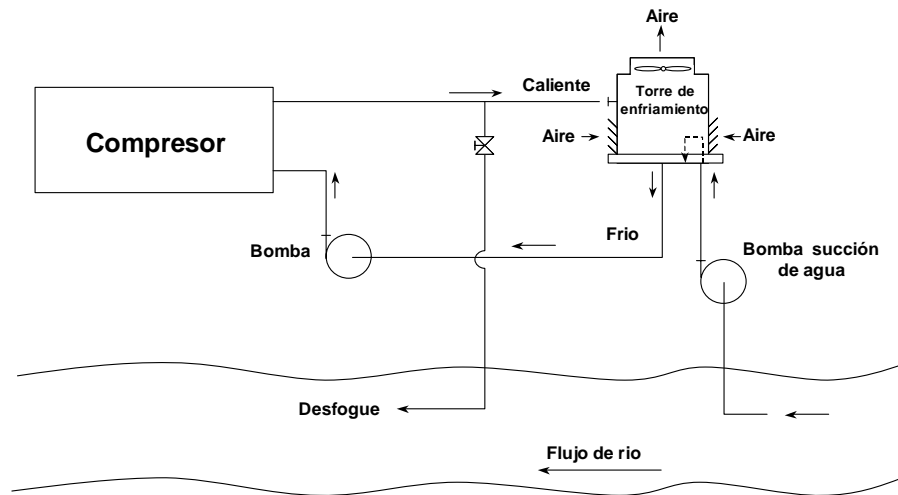 Aire
Caliente
Torre de
enfriamiento
Compresor
Aire
Aire
Frio
Bomba
Bomba succión
de agua
Desfogue
Flujo de rio